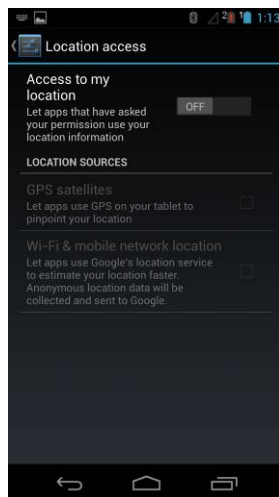 2 1 1:13
Location access
Access to my
location
Let apps that have asked
your permission use your
location information
OFF
LOCATION SOURCES
GPS satellites
Let apps use GPS on your tablet to
pinpoint your location
Wi-Fi & mobile network location
Let apps use Google's location service
to estimate your location faster.
Anonymous location data will be
collected and sent to Google.